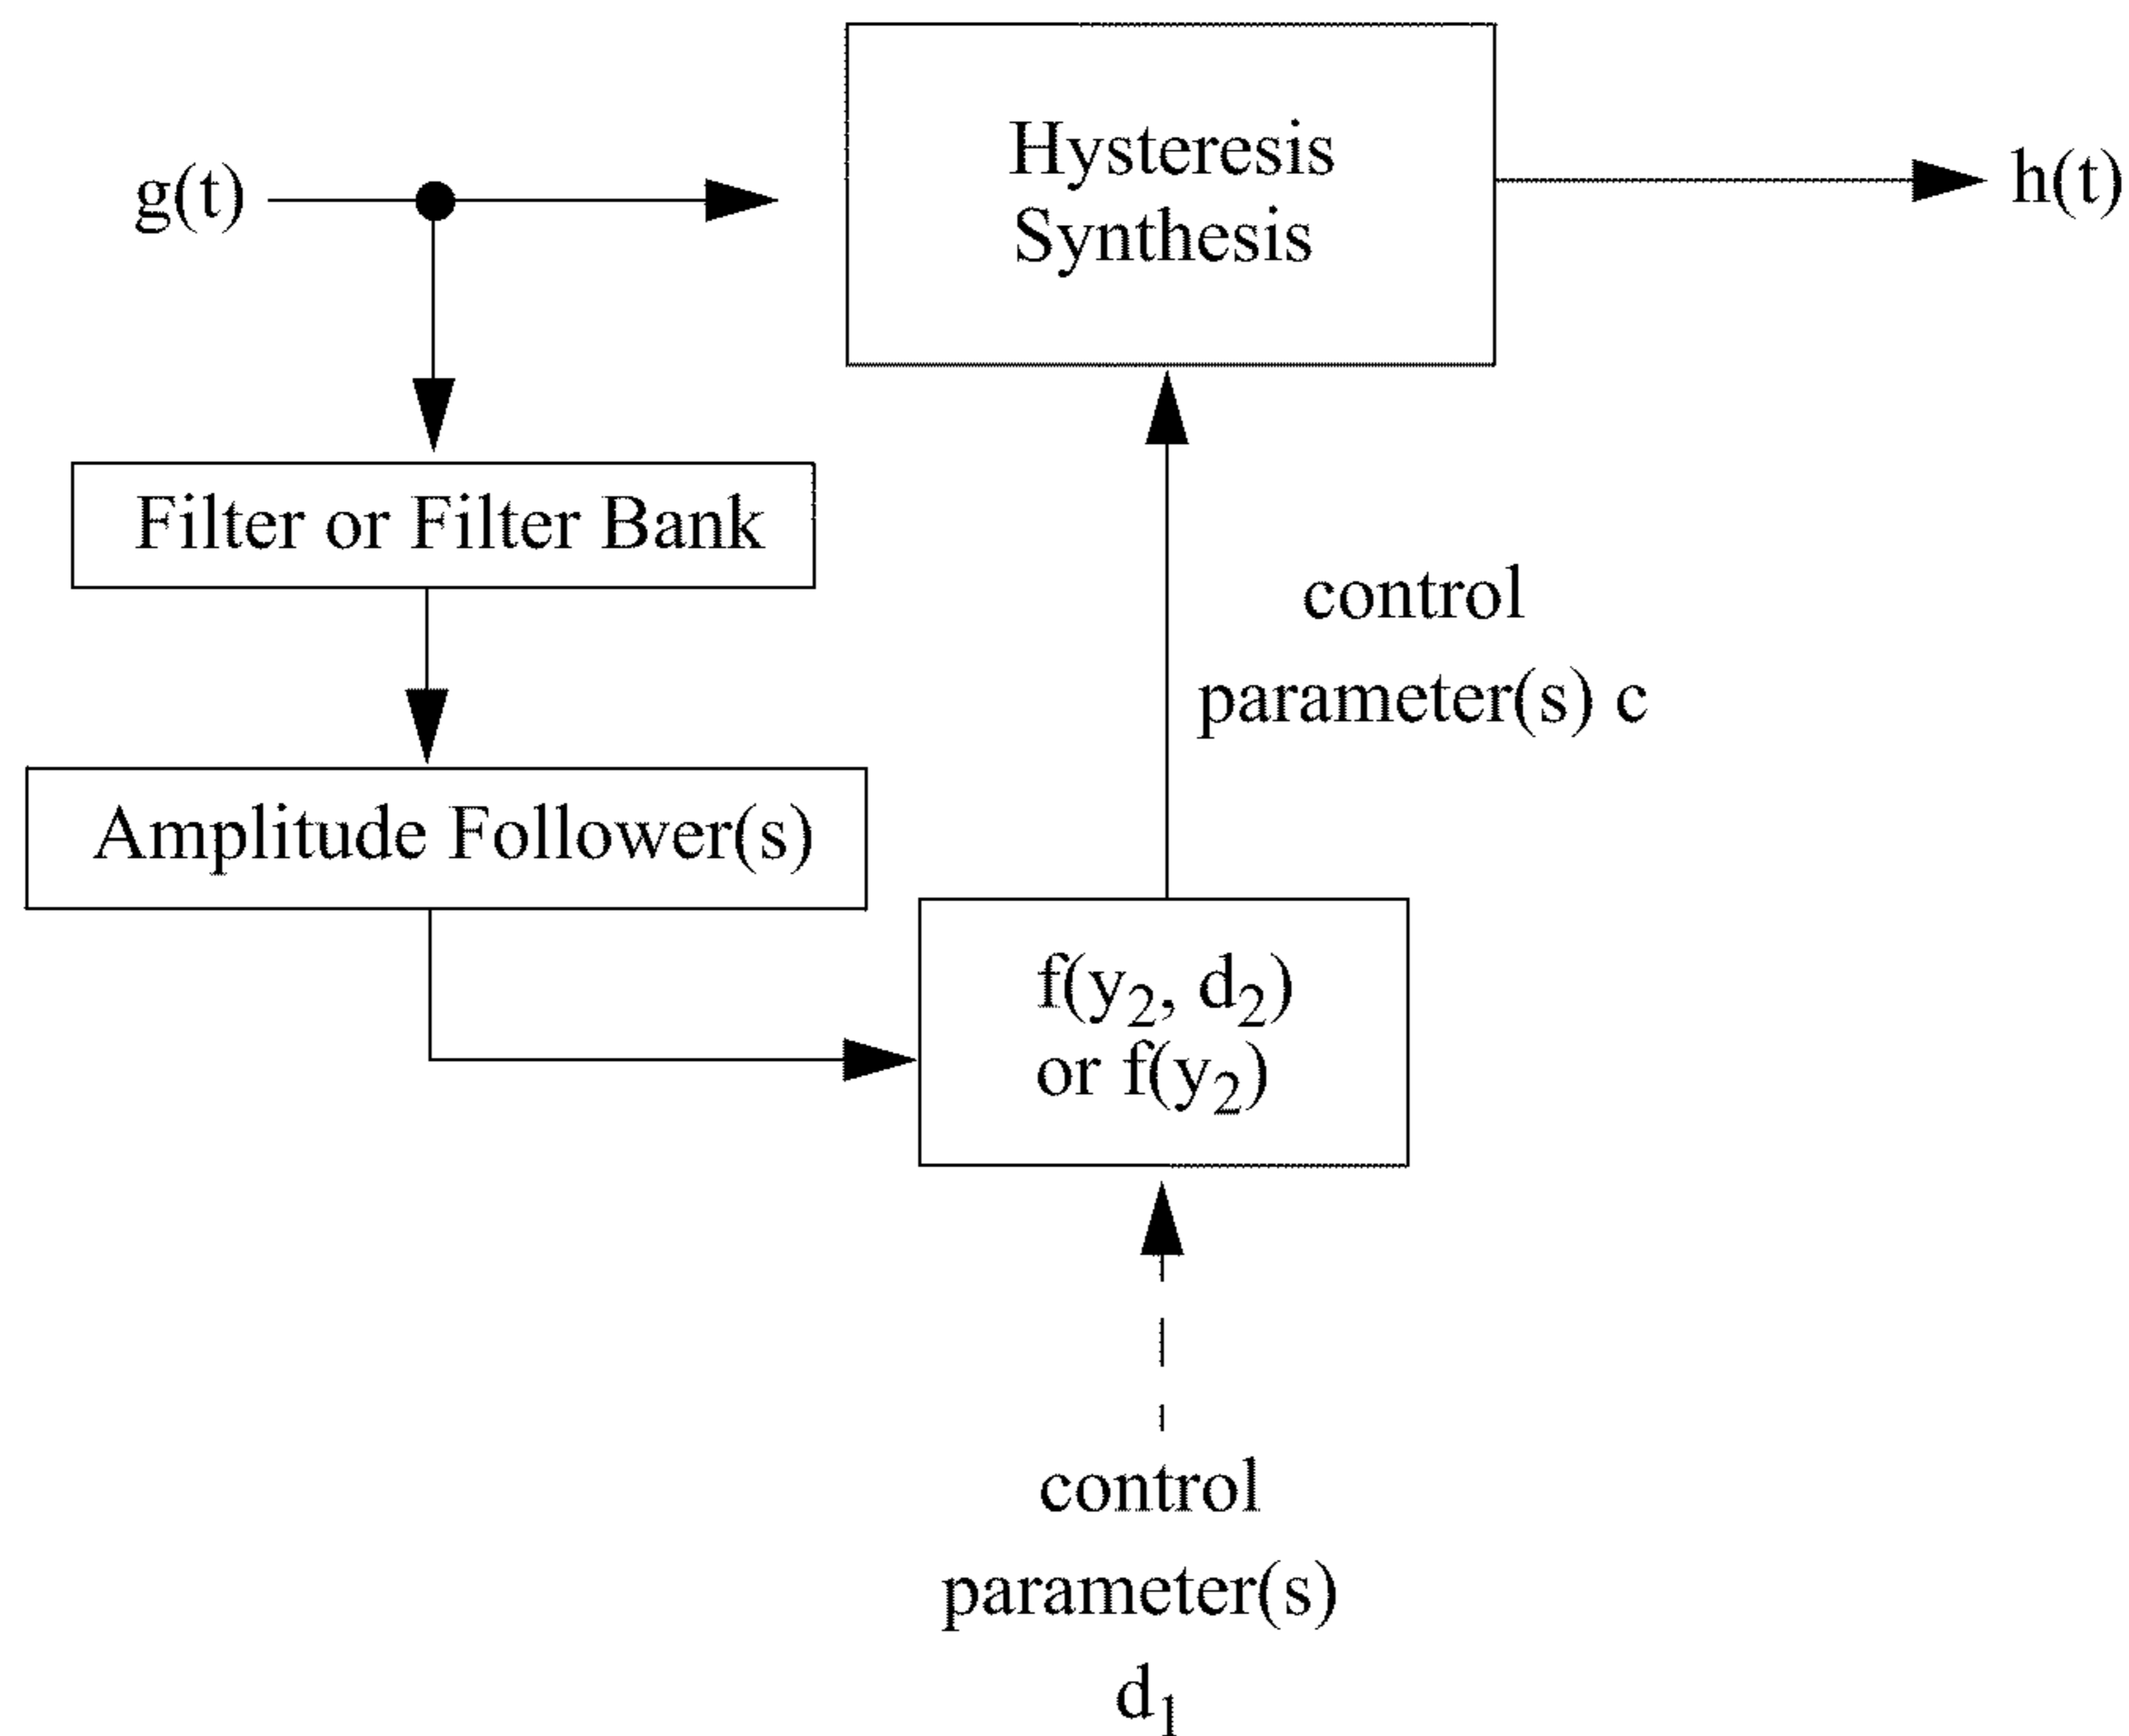 Hysteresis
Synthesis
g(t)
h(t)
Filter or Filter Bank
control
parameter(s) c
Amplitude Follower(s)
f(y₂, d₂)
or f(y₂)
control
parameter(s)
d₁